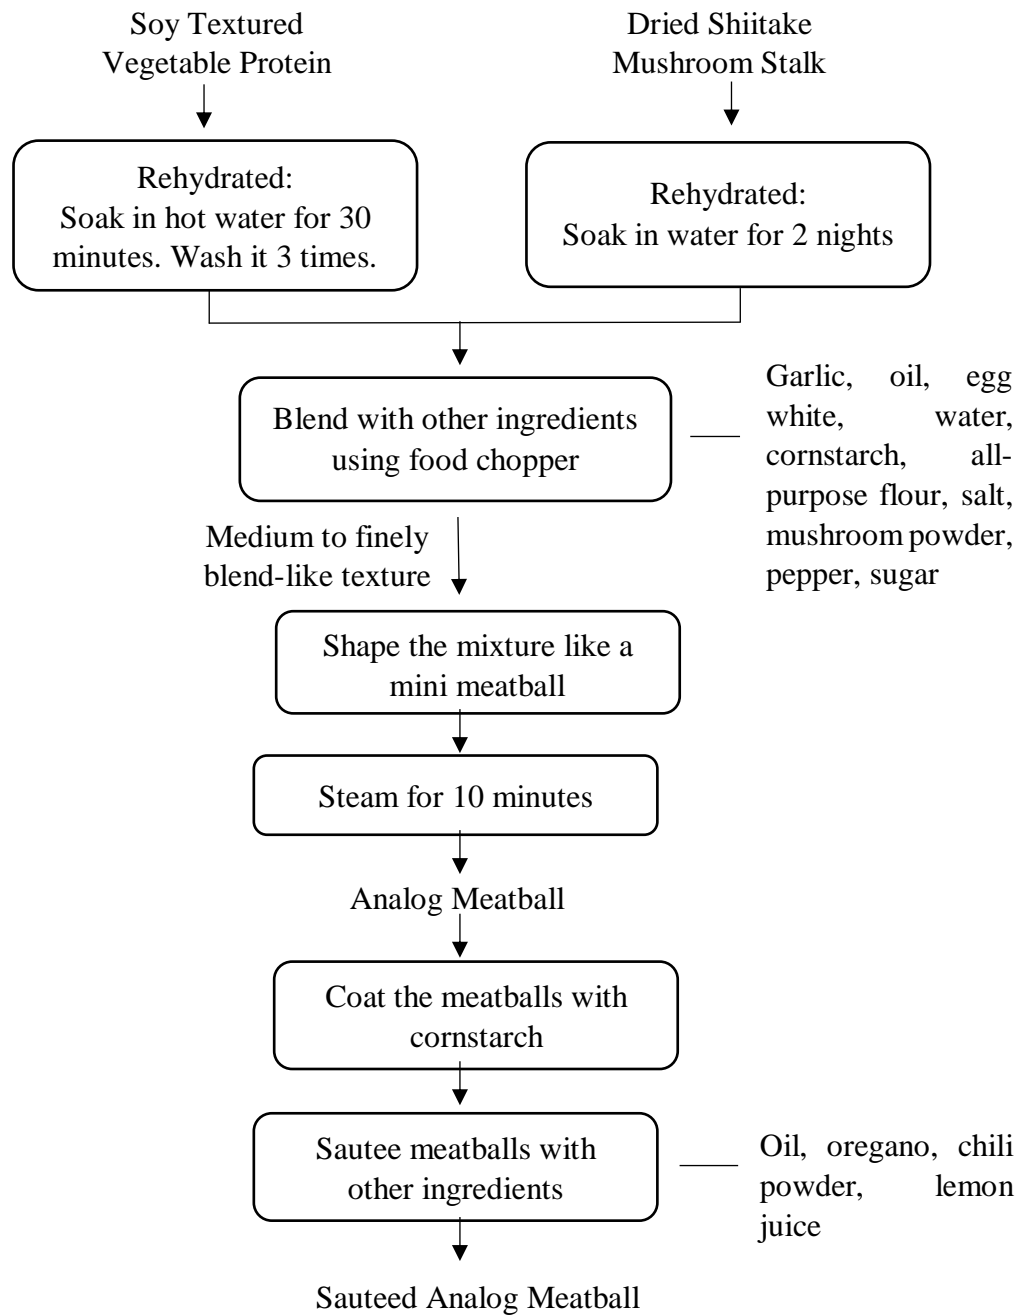 Soy Textured
Vegetable Protein
Dried Shiitake
Mushroom Stalk
Rehydrated:
Soak in hot water for 30
minutes. Wash it 3 times.
Rehydrated:
Soak in water for 2 nights
Blend with other ingredients
using food chopper
Garlic, oil, egg
white, water,
cornstarch, all-
purpose flour, salt,
mushroom powder,
pepper, sugar
Medium to finely
blend-like texture
Shape the mixture like a
mini meatball
Steam for 10 minutes
Analog Meatball
Coat the meatballs with
cornstarch
Sautee meatballs with
other ingredients
Oil, oregano, chili
powder, lemon
juice
Sauteed Analog Meatball